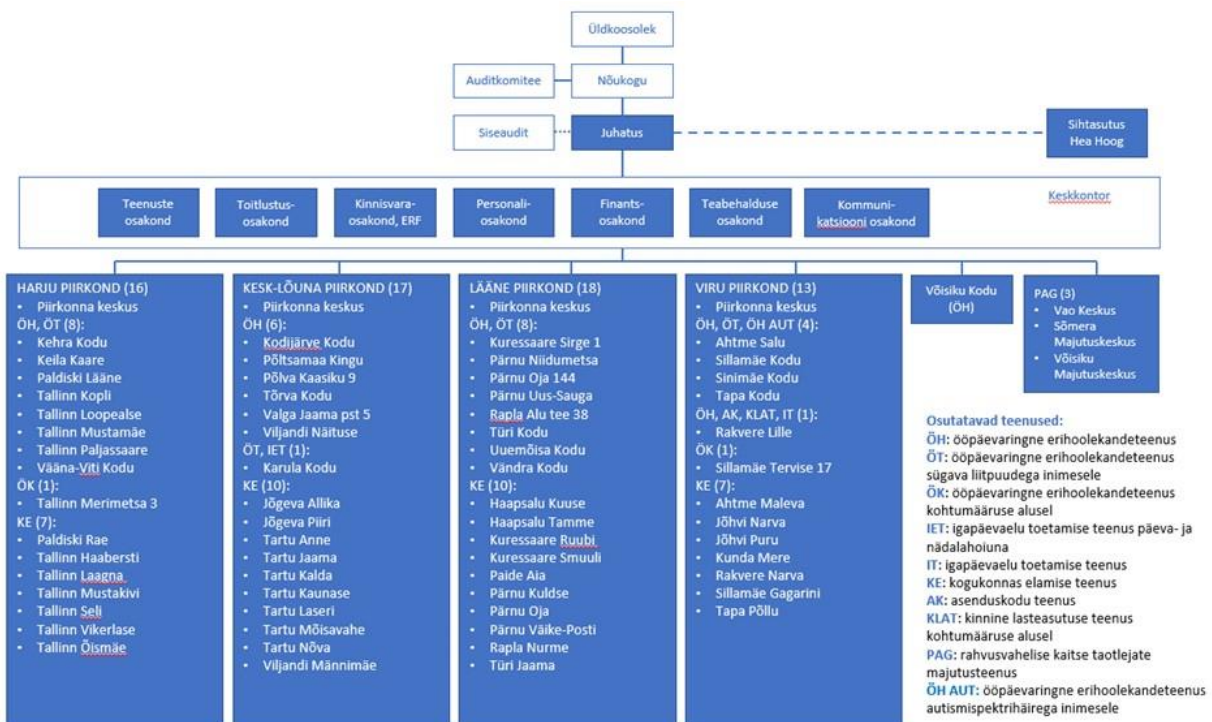 Üldkoosolek
Auditkomitee
Nõukogu
Siseaudit
Juhatus
Sihtasutus
Hea Hoog
Keskkontor
Teenuste
osakond
Toitlustus-
osakond
Kinnisvara-
osakond, ERF
Personali-
osakond
Finants-
osakond
Teabehalduse
osakond
Kommuni-
katsiooni osakond
HARJU PIIRKOND (16)
• Piirkonna keskus
ÖH, ÖT (8):
• Kehra Kodu
• Keila Kaare
• Paldiski Lääne
• Tallinn Kopli
• Tallinn Loopealse
• Tallinn Mustamäe
• Tallinn Paljassaare
• Vääna-Viti Kodu
ÖK (1):
• Tallinn Merimetsa 3
KE (7):
• Paldiski Rae
• Tallinn Haabersti
• Tallinn Laagna
• Tallinn Mustakivi
• Tallinn Seli
• Tallinn Vikerlase
• Tallinn Õismäe
KESK-LÕUNA PIIRKOND (17)
• Piirkonna keskus
ÖH (6):
• Kodijärve Kodu
• Põltsamaa Kingu
• Põlva Kaasiku 9
• Tõrva Kodu
• Valga Jaama pst 5
• Viljandi Näituse
ÖT, IET (1):
• Karula Kodu
KE (10):
• Jõgeva Allika
• Jõgeva Piiri
• Tartu Anne
• Tartu Jaama
• Tartu Kalda
• Tartu Kaunase
• Tartu Laseri
• Tartu Mõisavahe
• Tartu Nõva
• Viljandi Männimäe
LÄÄNE PIIRKOND (18)
• Piirkonna keskus
ÖH, ÖT (8):
• Kuressaare Sirge 1
• Pärnu Niidumetsa
• Pärnu Oja 144
• Pärnu Uus-Sauga
• Rapla Alu tee 38
• Türi Kodu
• Uuemõisa Kodu
• Vändra Kodu
KE (10):
• Haapsalu Kuuse
• Haapsalu Tamme
• Kuressaare Ruubi
• Kuressaare Smuuli
• Paide Aia
• Pärnu Kuldse
• Pärnu Oja
• Pärnu Väike-Posti
• Rapla Nurme
• Türi Jaama
VIRU PIIRKOND (13)
• Piirkonna keskus
ÖH, ÖT, ÖH AUT (4):
• Ahtme Salu
• Sillamäe Kodu
• Sinimäe Kodu
• Tapa Kodu
ÖH, AK, KLAT, IT (1):
• Rakvere Lille
ÖK (1):
• Sillamäe Tervise 17
KE (7):
• Ahtme Maleva
• Jõhvi Narva
• Jõhvi Puru
• Kunda Mere
• Rakvere Narva
• Sillamäe Gagarini
• Tapa Põllu
Võisiku Kodu
(ÖH)
PAG (3)
• Vao Keskus
• Sõmera
Majutuskeskus
• Võisiku
Majutuskeskus
Osutatavad teenused:
ÖH: ööpäevaringne erihoolekandeteenus
ÖT: ööpäevaringne erihoolekandeteenus
sügava liitpuudega inimesele
ÖK: ööpäevaringne erihoolekandeteenus
kohtumääruse alusel
IET: igapäevaelu toetamise teenus päeva- ja
nädalahoiuna
IT: igapäevaelu toetamise teenus
KE: kogukonnas elamise teenus
AK: asenduskodu teenus
KLAT: kinnine lasteasutuse teenus
kohtumääruse alusel
PAG: rahvusvahelise kaitse taotlejate
majutusteenus
ÖH AUT: ööpäevaringne erihoolekandeteenus
autismispektrihäirega inimesele